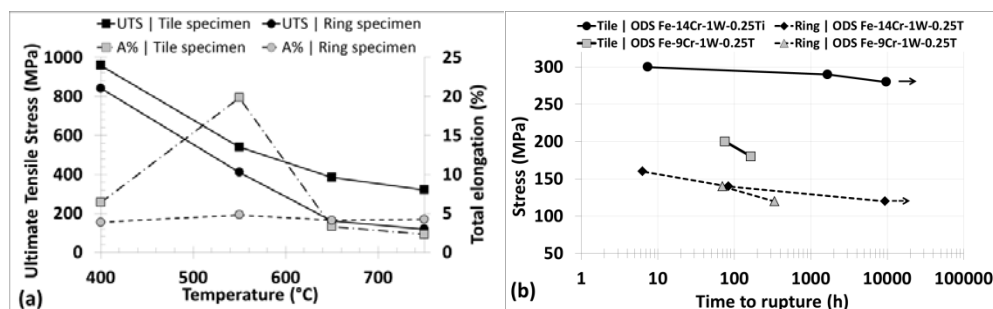 UTS | Tile specimen
UTS | Ring specimen
A% | Tile specimen
A% | Ring specimen
Ultimate Tensile Stress (MPa)
1000
800
600
400
200
0
25
20
15
10
5
0
Total elongation (%)
400
500
600
700
Temperature (°C)
(a)
Tile | ODS Fe-14Cr-1W-0.25Ti
Ring | ODS Fe-14Cr-1W-0.25T
Tile | ODS Fe-9Cr-1W-0.25T
Ring | ODS Fe-9Cr-1W-0.25T
Stress (MPa)
300
250
200
150
100
50
1
10
100
1000
10000
100000
Time to rupture (h)
(b)